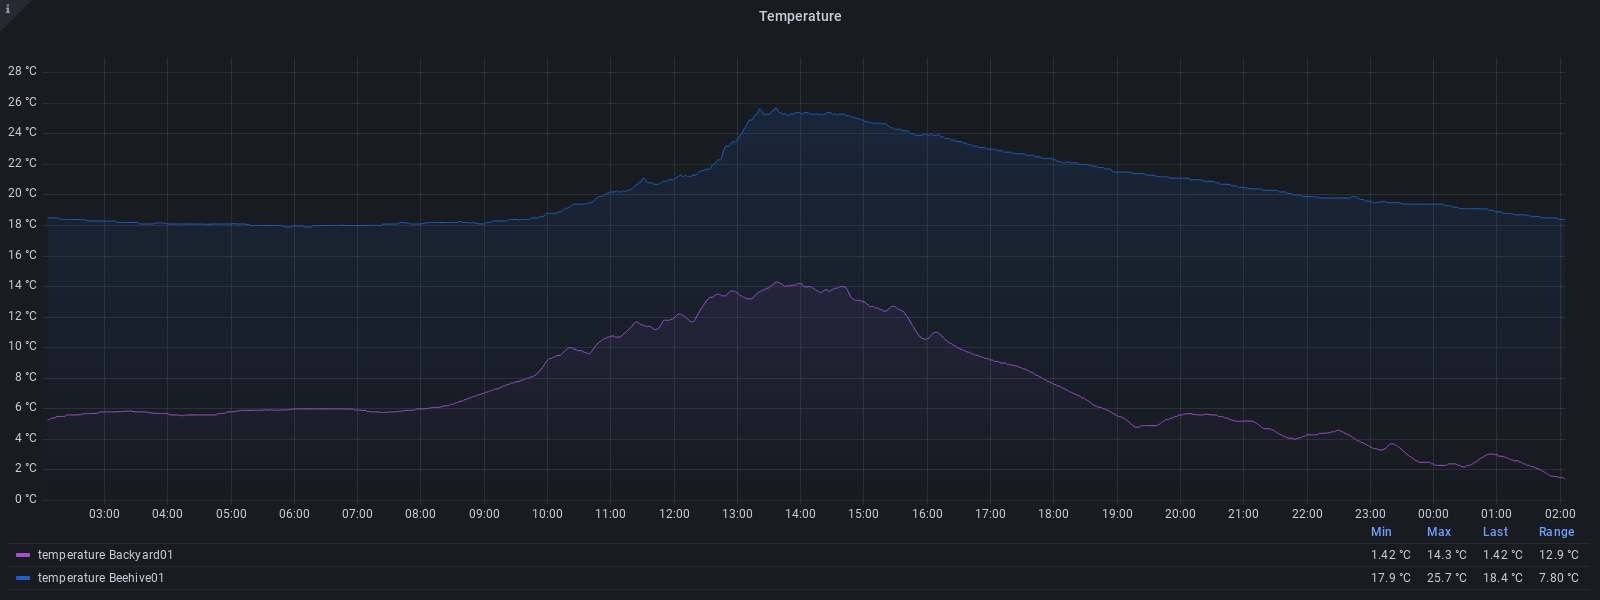 i
Temperature
28 °C
26 °C
24 °C
22 °C
20 °C
18 °C
16 °C
14 °C
12 °C
10 °C
8 °C
6 °C
4 °C
2 °C
0 °C
03:00 04:00 05:00 06:00 07:00 08:00 09:00 10:00 11:00 12:00 13:00 14:00 15:00 16:00 17:00 18:00 19:00 20:00 21:00 22:00 23:00 00:00 01:00 02:00
Min Max Last Range
temperature Backyard01 1.42 °C 14.3 °C 1.42 °C 12.9 °C
temperature Beehive01 17.9 °C 25.7 °C 18.4 °C 7.80 °C